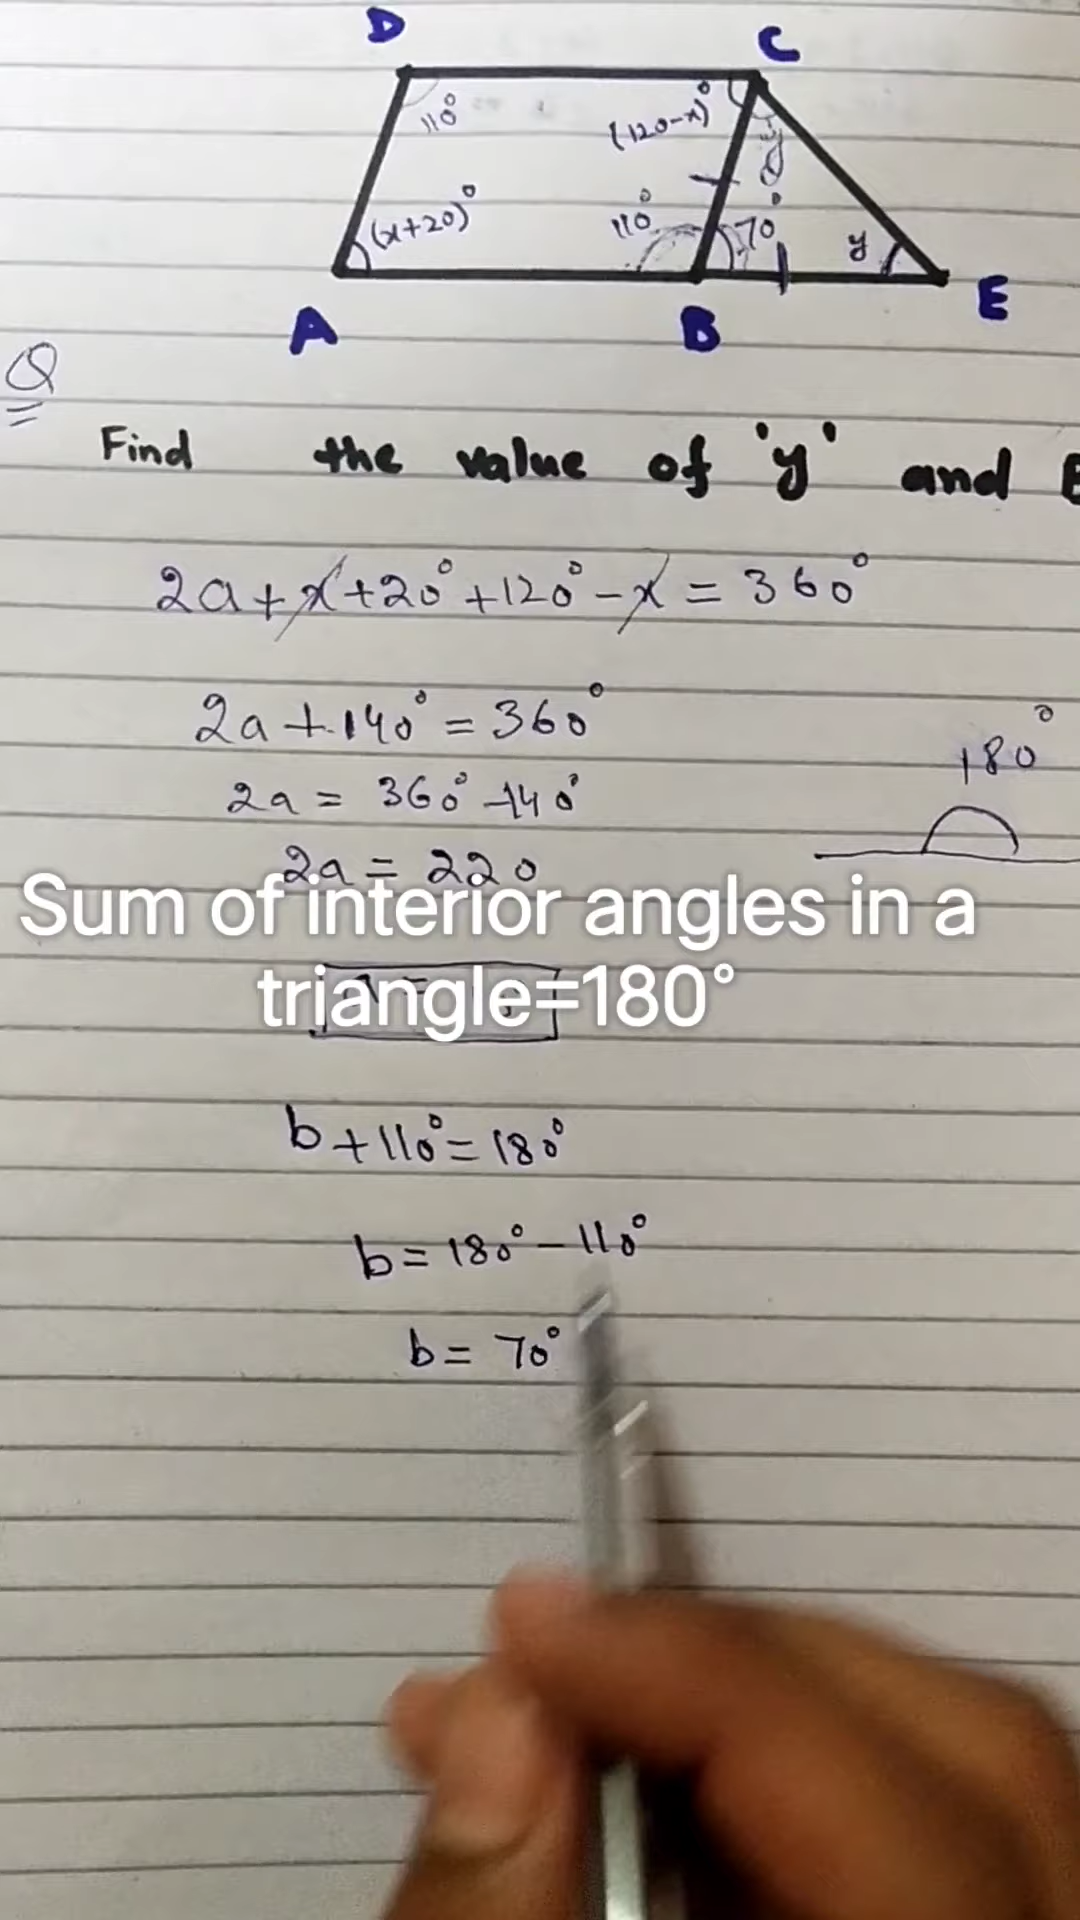 D
C
110°
(120-x)°
(x+20)°
110°
70°
y
A
B
E
Q
Find the value of 'y' and
2a+x+20°+120°-x=360°
2a+140°=360°
180°
2a= 360°-140°
2a= 220
Sum of interior angles in a
triangle=180°
b+110°=180°
b=180°-110°
b= 70°